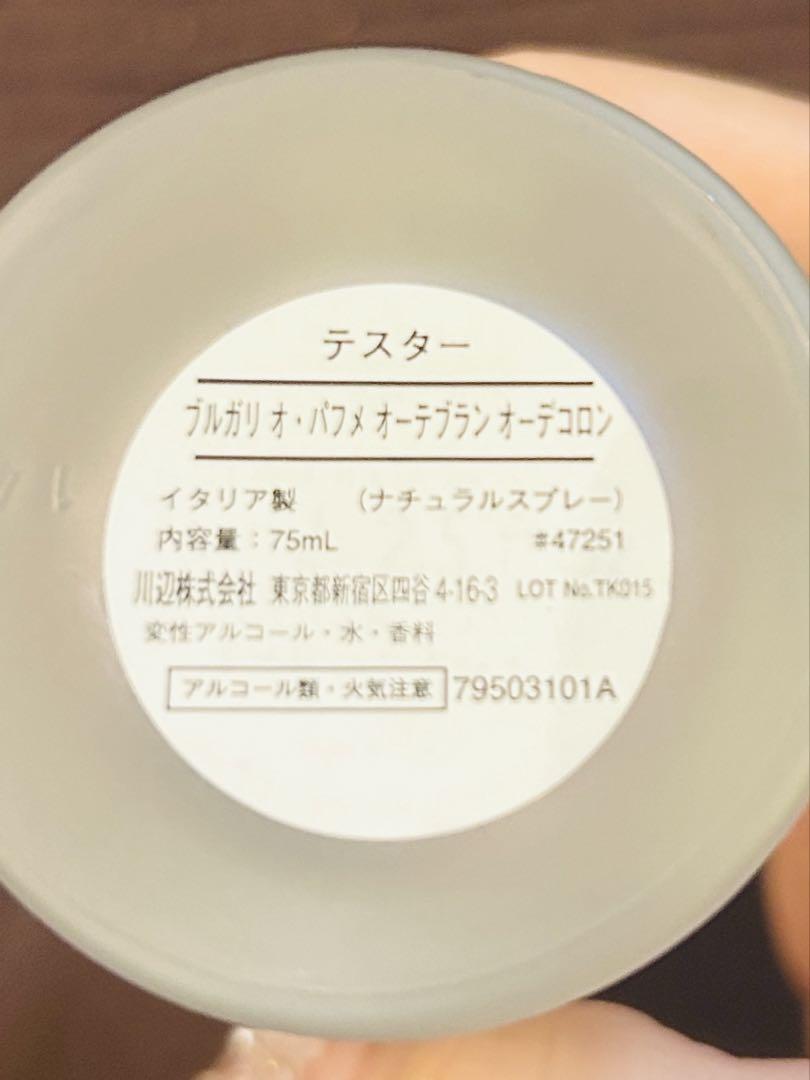 テスター
ブルガリ オ・パフメ オーテブラン オーデコロン
イタリア製 （ナチュラルスプレー）
内容量：75mL #47251
川辺株式会社 東京都新宿区四谷4-16-3 LOT No.TK015
変性アルコール・水・香料
アルコール類・火気注意 79503101A